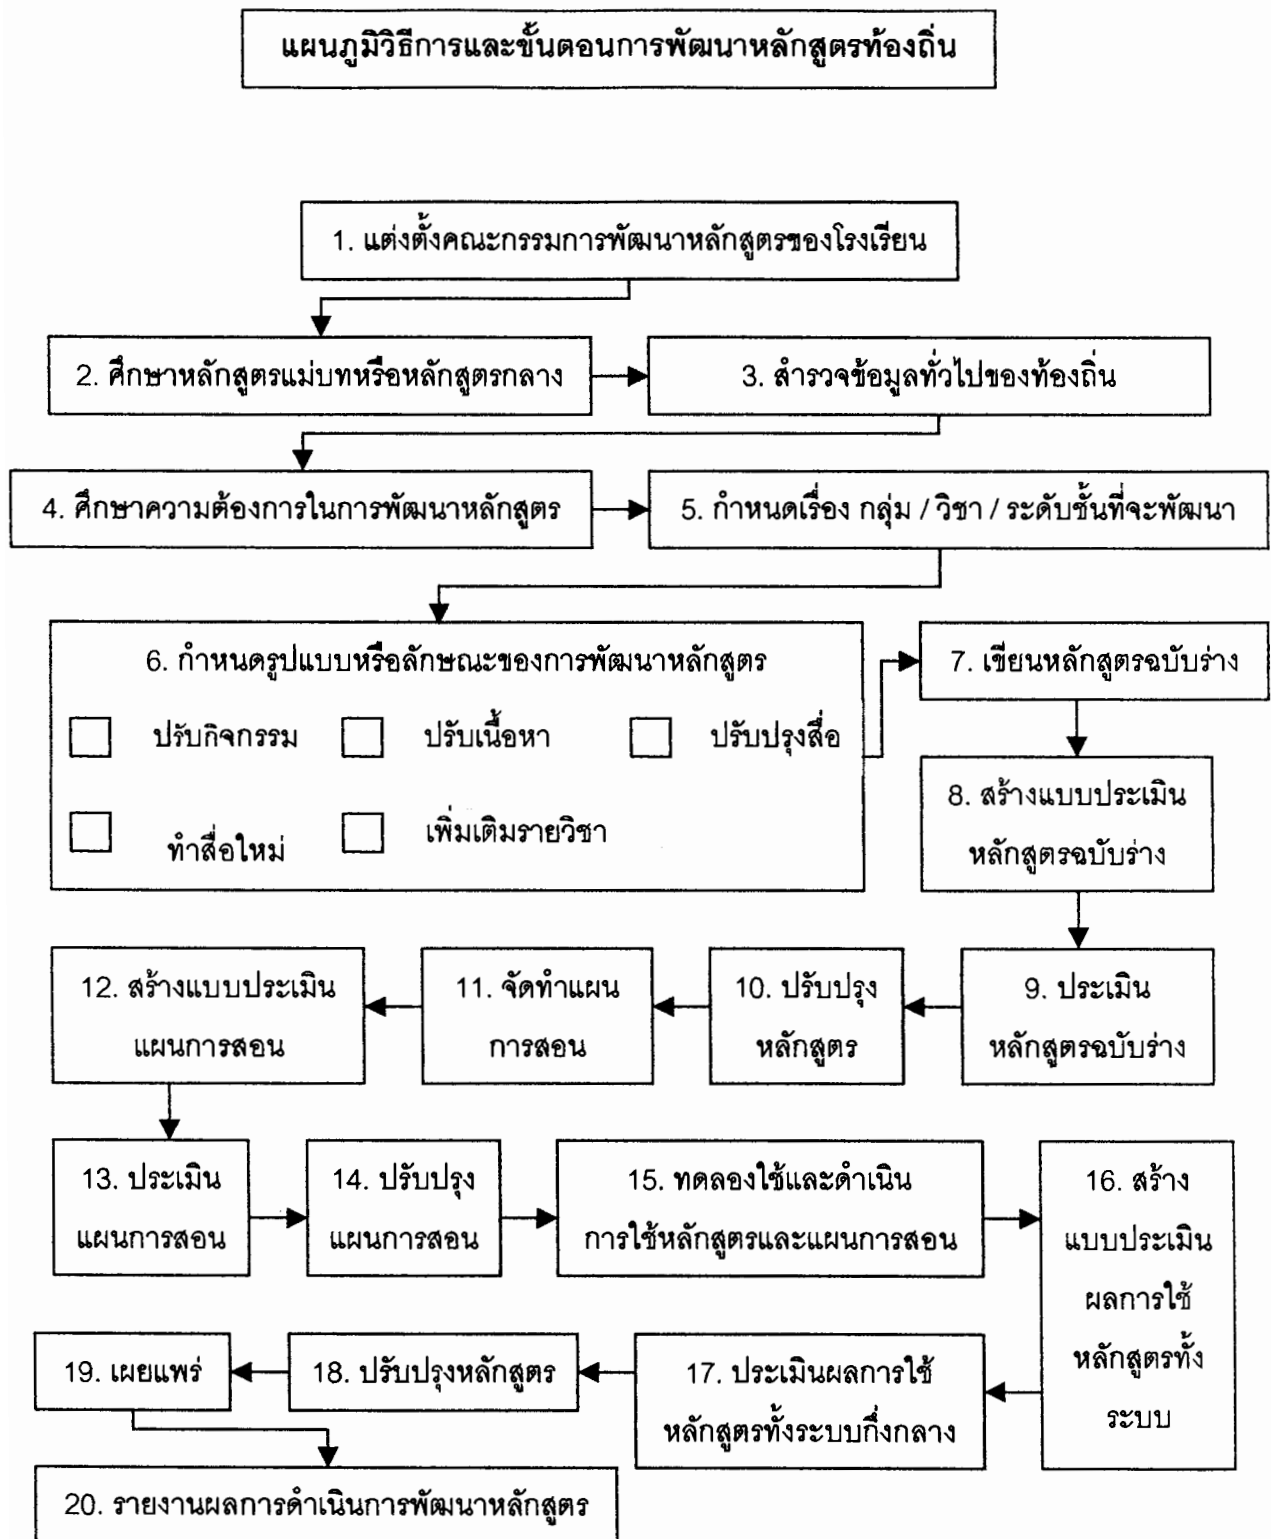 แผนภูมิวิธีการและขั้นตอนการพัฒนาหลักสูตรท้องถิ่น
1. แต่งตั้งคณะกรรมการพัฒนาหลักสูตรของโรงเรียน
2. ศึกษาหลักสูตรแม่บทหรือหลักสูตรกลาง
3. สำรวจข้อมูลทั่วไปของท้องถิ่น
4. ศึกษาความต้องการในการพัฒนาหลักสูตร
5. กำหนดเรื่อง กลุ่ม / วิชา / ระดับชั้นที่จะพัฒนา
6. กำหนดรูปแบบหรือลักษณะของการพัฒนาหลักสูตร
ปรับกิจกรรม
ปรับเนื้อหา
ปรับปรุงสื่อ
ทำสื่อใหม่
เพิ่มเติมรายวิชา
7. เขียนหลักสูตรฉบับร่าง
8. สร้างแบบประเมิน
หลักสูตรฉบับร่าง
9. ประเมิน
หลักสูตรฉบับร่าง
10. ปรับปรุง
หลักสูตร
11. จัดทำแผน
การสอน
12. สร้างแบบประเมิน
แผนการสอน
13. ประเมิน
แผนการสอน
14. ปรับปรุง
แผนการสอน
15. ทดลองใช้และดำเนิน
การใช้หลักสูตรและแผนการสอน
16. สร้าง
แบบประเมิน
ผลการใช้
หลักสูตรทั้ง
ระบบ
17. ประเมินผลการใช้
หลักสูตรทั้งระบบกึ่งกลาง
18. ปรับปรุงหลักสูตร
19. เผยแพร่
20. รายงานผลการดำเนินการพัฒนาหลักสูตร